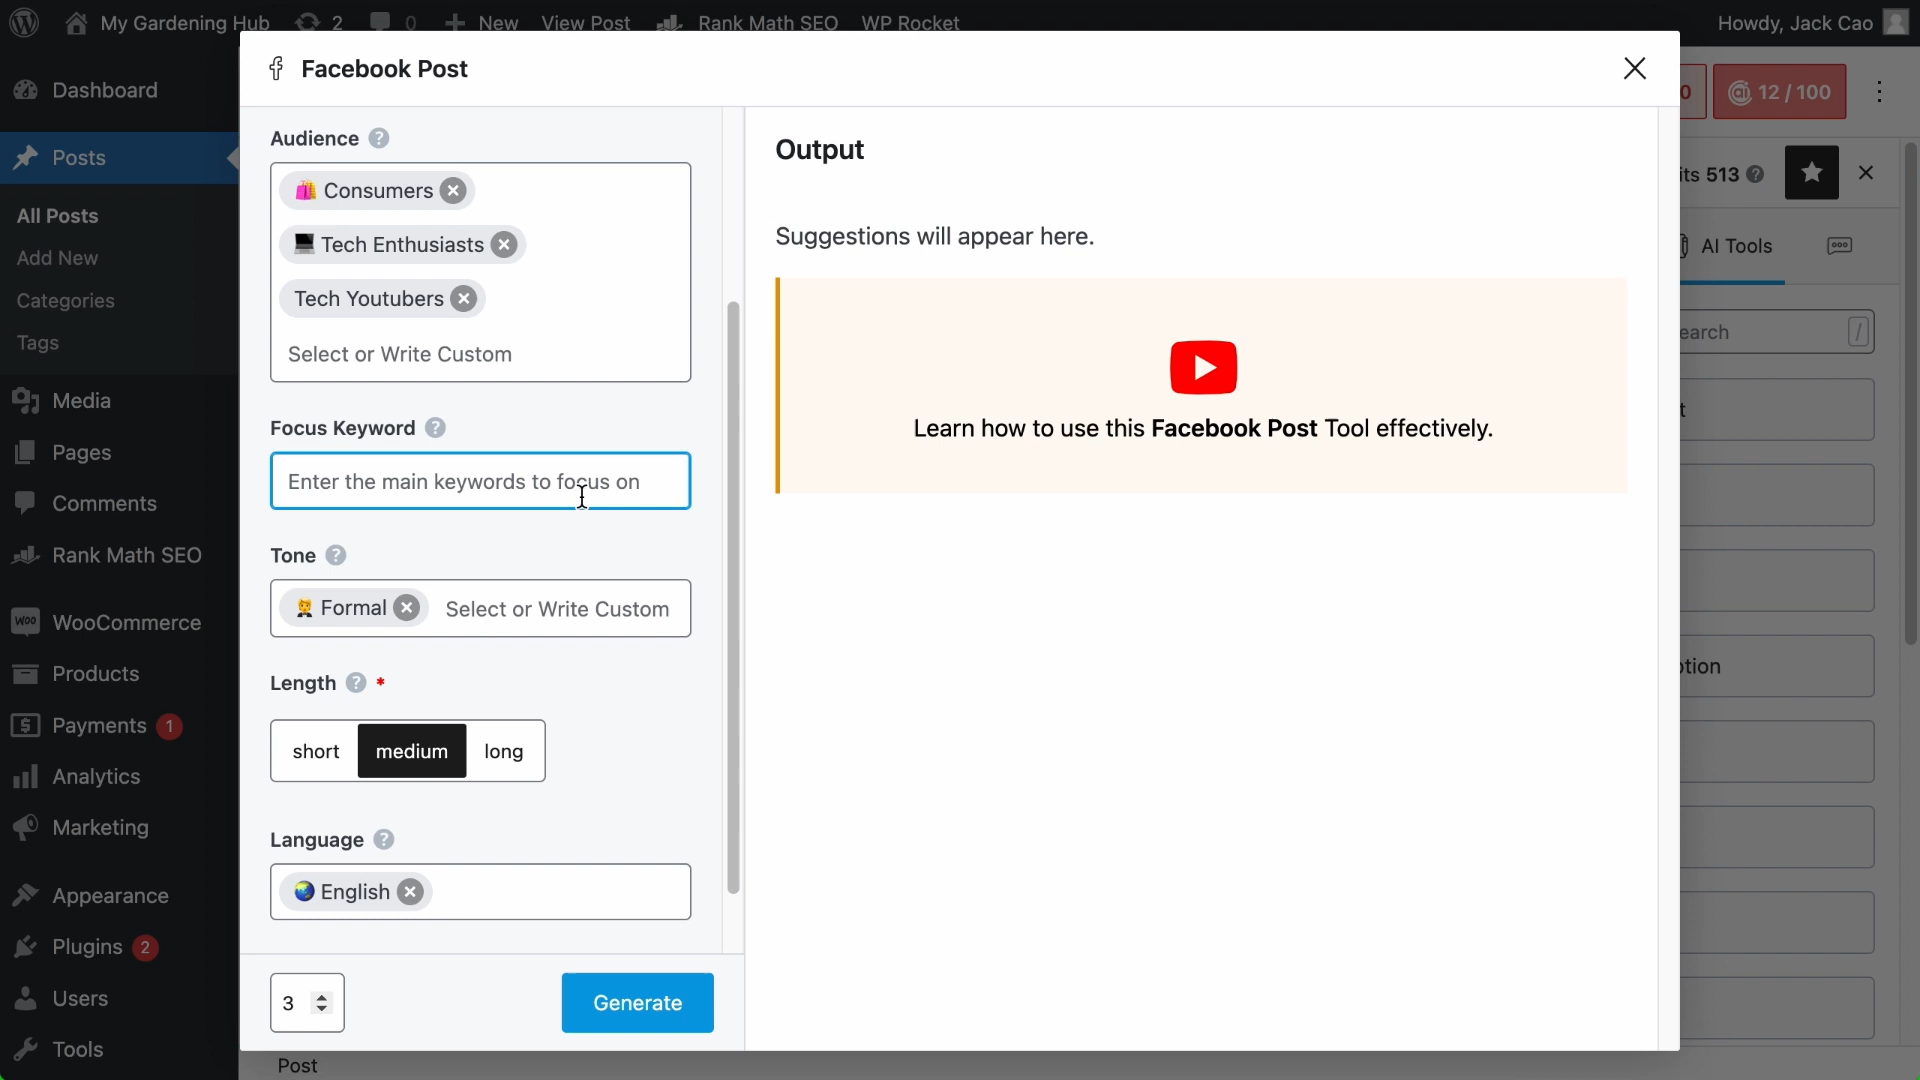 My Gardening Hub 2 0 New View Post Rank Math SEO WP Rocket Howdy, Jack Cao
Facebook Post
Dashboard
0 12 / 100
Posts
All Posts
Add New
Categories
Tags
Media
Pages
Comments
Rank Math SEO
WOO WooCommerce
Products
Payments 1
Analytics
Marketing
Appearance
Plugins 2
Users
Tools
Audience ?
Consumers
Tech Enthusiasts
Tech Youtubers
Select or Write Custom
Focus Keyword ?
Enter the main keywords to focus on
Tone ?
Formal Select or Write Custom
Length ? *
short medium long
Language ?
English
3 Generate
Output
Suggestions will appear here.
Learn how to use this Facebook Post Tool effectively.
its 513 ?
AI Tools
earch /
t
ption
Post